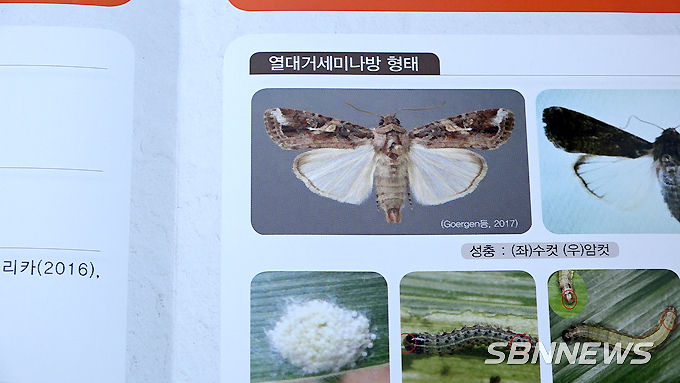 열대거세미나방 형태
(Goergen등, 2017)
성충 : (좌)수컷 (우)암컷
리카(2016),
SBNNEWS